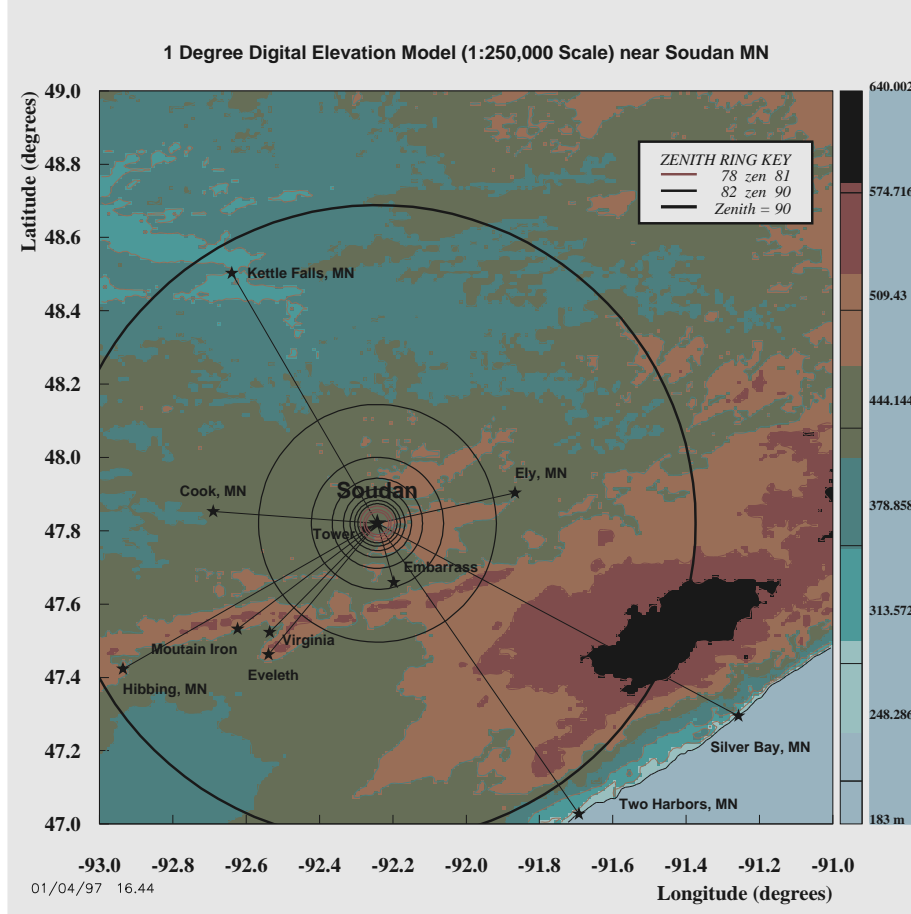 1 Degree Digital Elevation Model (1:250,000 Scale) near Soudan MN
Latitude (degrees)
49.0
48.8
48.6
48.4
48.2
48.0
47.8
47.6
47.4
47.2
47.0
ZENITH RING KEY
78 zen 81
82 zen 90
Zenith = 90
Kettle Falls, MN
Cook, MN
Soudan
Ely, MN
Tower
Embarrass
Virginia
Moutain Iron
Eveleth
Hibbing, MN
Silver Bay, MN
Two Harbors, MN
640.002
574.716
509.43
444.144
378.858
313.572
248.286
183 m
-93.0 -92.8 -92.6 -92.4 -92.2 -92.0 -91.8 -91.6 -91.4 -91.2 -91.0
Longitude (degrees)
01/04/97 16.44